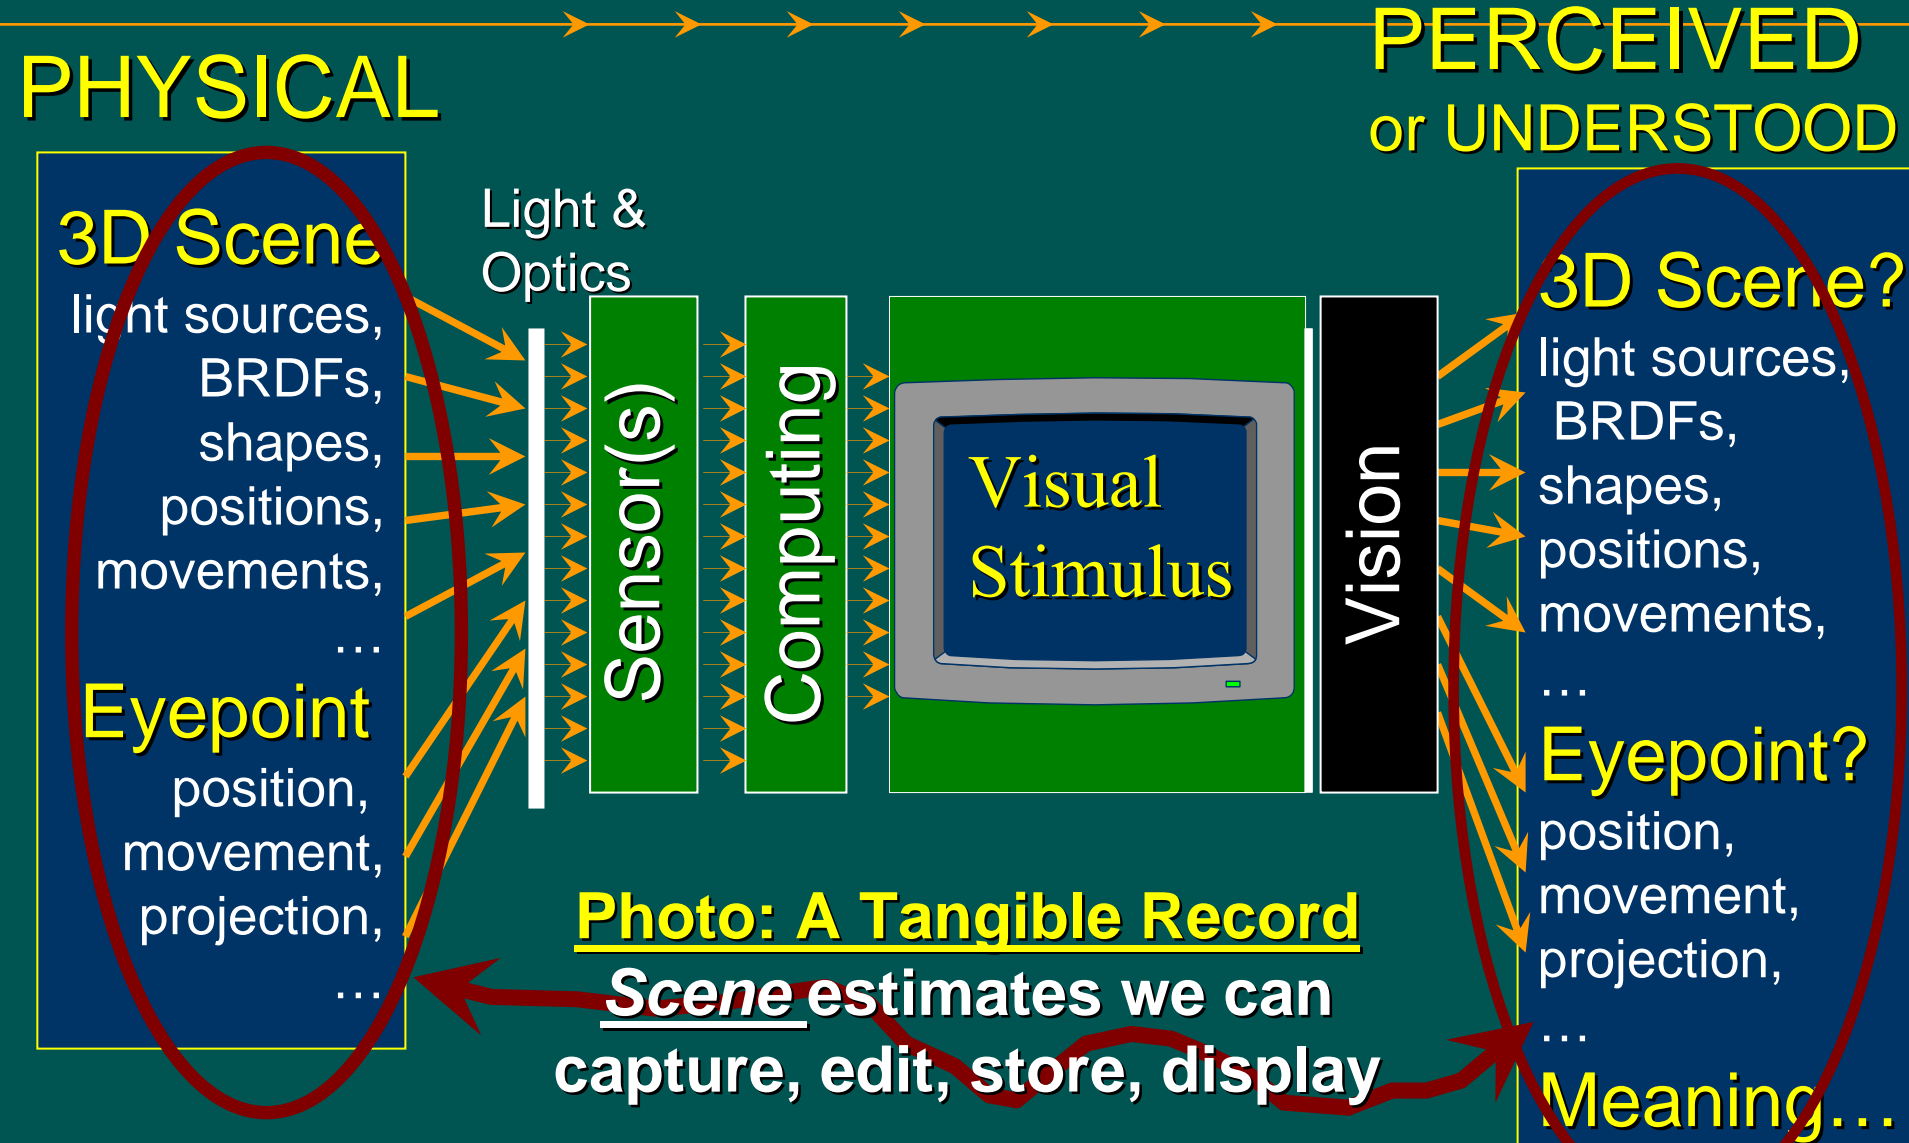 PHYSICAL
3D Scene
light sources,
BRDFs,
shapes,
positions,
movements,
…
Eyepoint
position,
movement,
projection,
…
Light &
Optics
Sensor(s)
Computing
Visual
Stimulus
Vision
PERCEIVED
or UNDERSTOOD
3D Scene?
light sources,
BRDFs,
shapes,
positions,
movements,
…
Eyepoint?
position,
movement,
projection,
…
Meaning…
Photo: A Tangible Record
Scene estimates we can
capture, edit, store, display